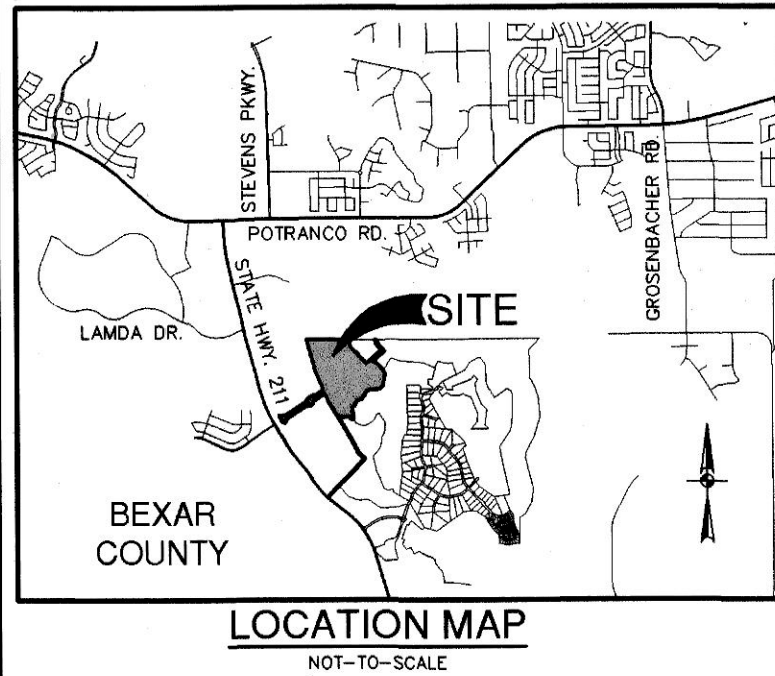 STEVENS PKWY.
GROSENBACHER RD.
POTRANCO RD.
STATE HWY. 211
SITE
LAMDA DR.
BEXAR
COUNTY
LOCATION MAP
NOT-TO-SCALE